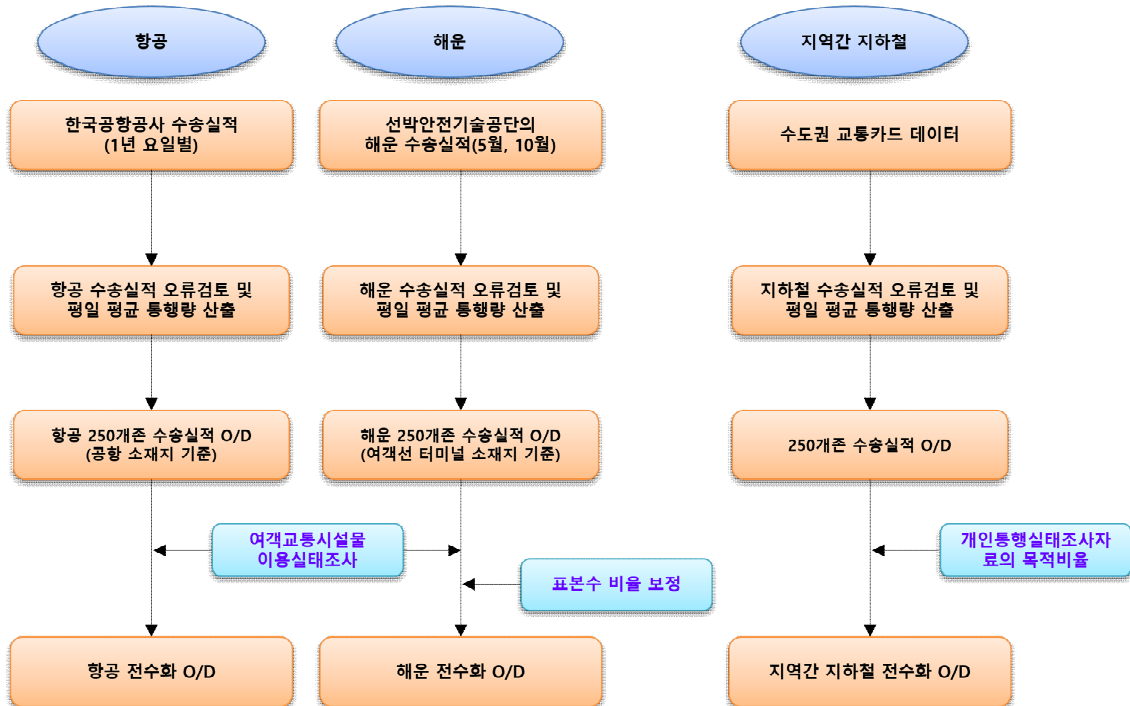 항공
해운
지역간 지하철
한국공항공사 수송실적
(1년 요일별)
선박안전기술공단의
해운 수송실적(5월, 10월)
수도권 교통카드 데이터
항공 수송실적 오류검토 및
평일 평균 통행량 산출
해운 수송실적 오류검토 및
평일 평균 통행량 산출
지하철 수송실적 오류검토 및
평일 평균 통행량 산출
항공 250개존 수송실적 O/D
(공항 소재지 기준)
해운 250개존 수송실적 O/D
(여객선 터미널 소재지 기준)
250개존 수송실적 O/D
여객교통시설물
이용실태조사
개인통행실태조사자
료의 목적비율
표본수 비율 보정
항공 전수화 O/D
해운 전수화 O/D
지역간 지하철 전수화 O/D